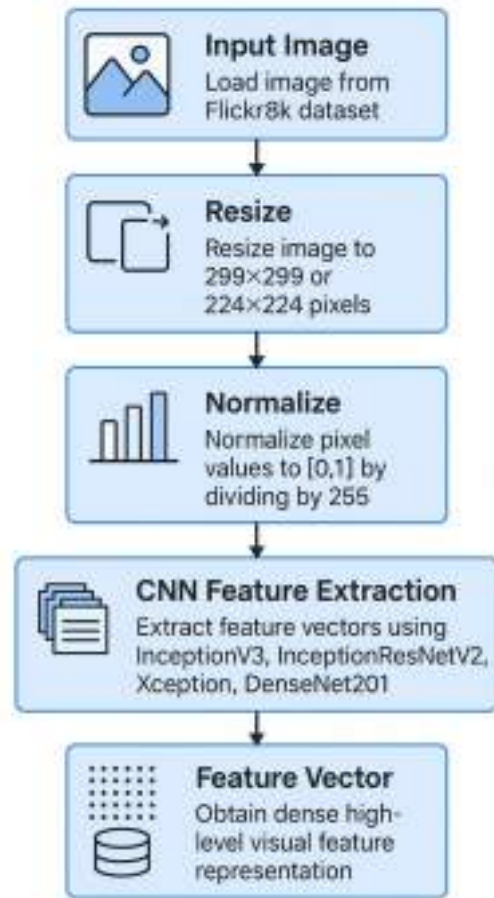 Input Image
Load image from
Flickr8k dataset
Resize
Resize image to
299×299 or
224×224 pixels
Normalize
Normalize pixel
values to [0,1] by
dividing by 255
CNN Feature Extraction
Extract feature vectors using
InceptionV3, InceptionResNetV2,
Xception, DenseNet201
Feature Vector
Obtain dense high-
level visual feature
representation